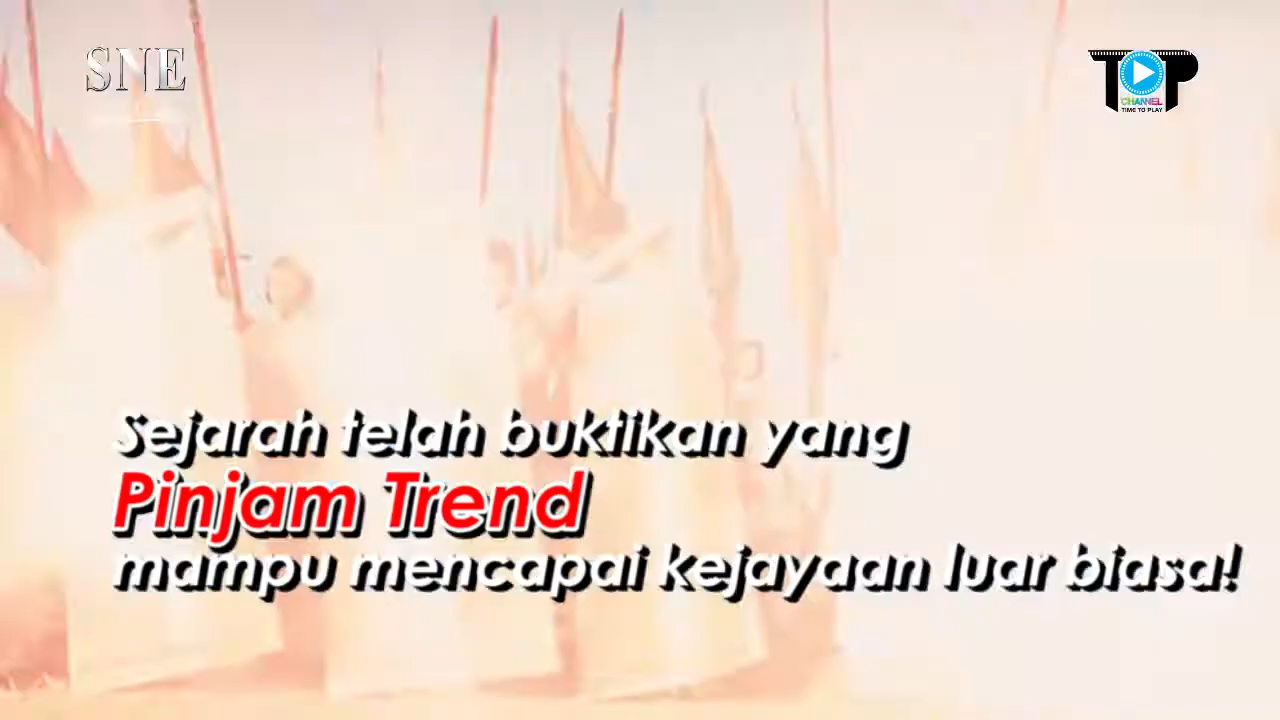 SNE
TOP
CHANNEL
TIME TO PLAY
Sejarah telah buktikan yang
Pinjam Trend
mampu mencapai kejayaan luar biasa!